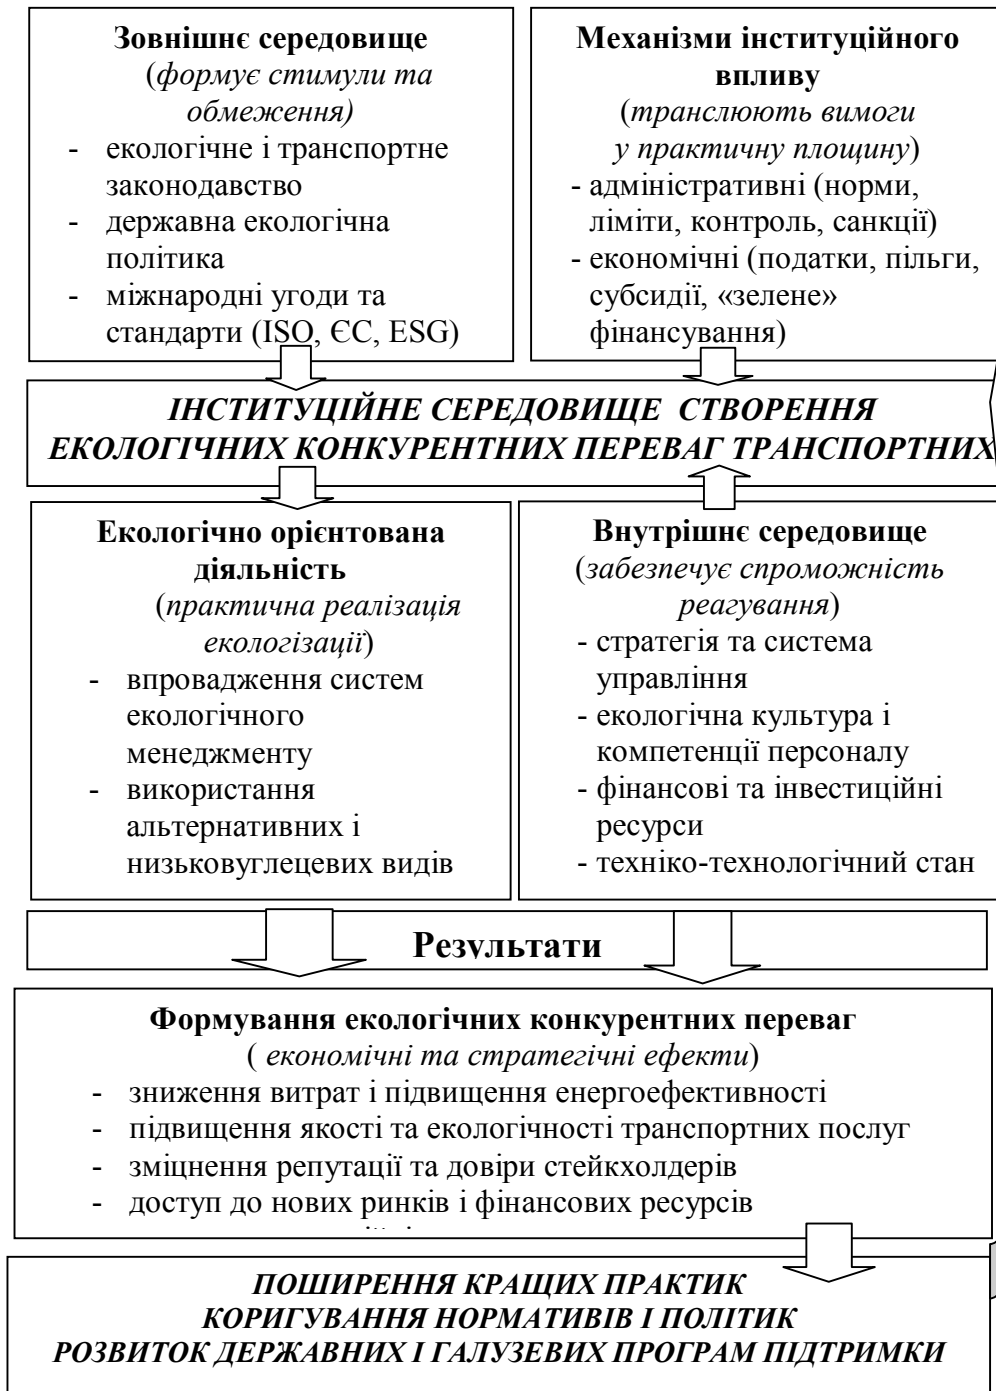 Зовнішнє середовище
(формує стимули та
обмеження)
- екологічне і транспортне
законодавство
- державна екологічна
політика
- міжнародні угоди та
стандарти (ISO, ЄС, ESG)
Механізми інституційного
впливу
(транслюють вимоги
у практичну площину)
- адміністративні (норми,
ліміти, контроль, санкції)
- економічні (податки, пільги,
субсидії, «зелене»
фінансування)
ІНСТИТУЦІЙНЕ СЕРЕДОВИЩЕ СТВОРЕННЯ
ЕКОЛОГІЧНИХ КОНКУРЕНТНИХ ПЕРЕВАГ ТРАНСПОРТНИХ
Екологічно орієнтована
діяльність
(практична реалізація
екологізації)
- впровадження систем
екологічного
менеджменту
- використання
альтернативних і
низьковуглецевих видів
Внутрішнє середовище
(забезпечує спроможність
реагування)
- стратегія та система
управління
- екологічна культура і
компетенції персоналу
- фінансові та інвестиційні
ресурси
- техніко-технологічний стан
Результати
Формування екологічних конкурентних переваг
( економічні та стратегічні ефекти)
- зниження витрат і підвищення енергоефективності
- підвищення якості та екологічності транспортних послуг
- зміцнення репутації та довіри стейкхолдерів
- доступ до нових ринків і фінансових ресурсів
ПОШИРЕННЯ КРАЩИХ ПРАКТИК
КОРИГУВАННЯ НОРМАТИВІВ І ПОЛІТИК
РОЗВИТОК ДЕРЖАВНИХ І ГАЛУЗЕВИХ ПРОГРАМ ПІДТРИМКИ